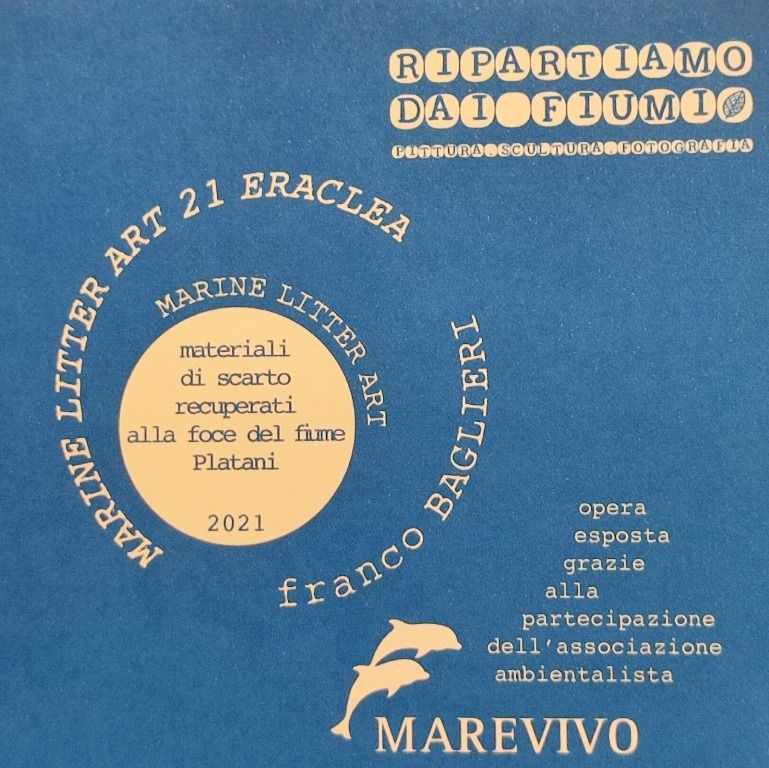 RIPARTIAMO
DAI FIUMI
PITTURA.SCULTURA.FOTOGRAFIA
MARINE LITTER ART 21 ERACLEA
MARINE LITTER ART
materiali
di scarto
recuperati
alla foce del fiume
Platani
2021
franco BAGLIERI
opera
esposta
grazie
alla
partecipazione
dell'associazione
ambientalista
MAREVIVO